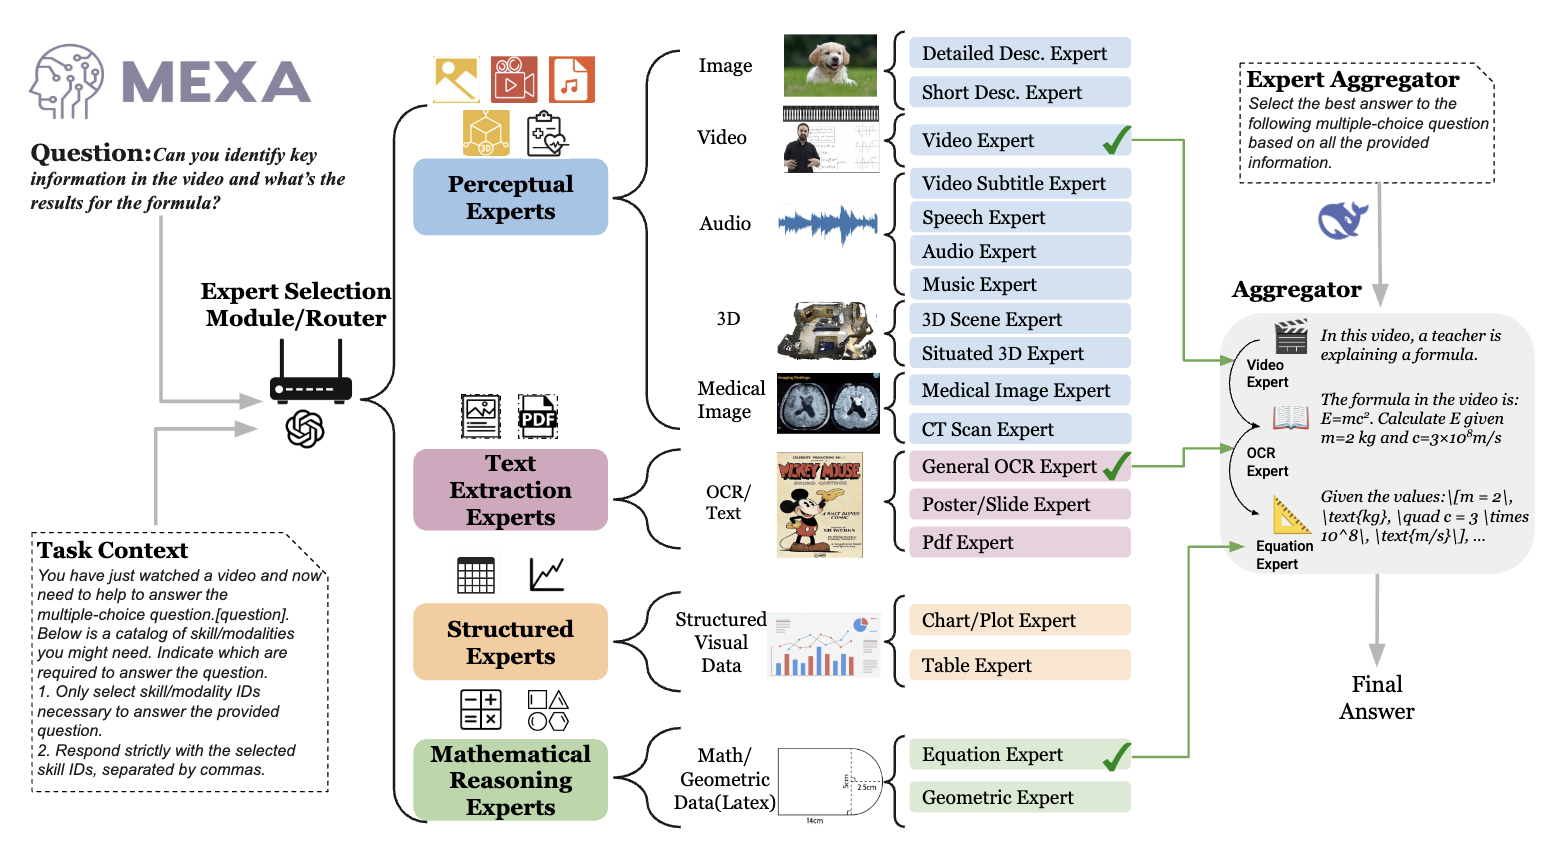 MEXA
Question:Can you identify key
information in the video and what's the
results for the formula?
Expert Selection
Module/Router
Task Context
You have just watched a video and now
need to help to answer the
multiple-choice question.[question].
Below is a catalog of skill/modalities
you might need. Indicate which are
required to answer the question.
1. Only select skill/modality IDs
necessary to answer the provided
question.
2. Respond strictly with the selected
skill IDs, separated by commas.
3D
Perceptual
Experts
PDF
Text
Extraction
Experts
Structured
Experts
Mathematical
Reasoning
Experts
Image
Video
Audio
3D
Medical
Image
OCR/
Text
Structured
Visual
Data
Math/
Geometric
Data(Latex)
MICKEY MOUSE
SOUND CARTOON
A WALT DISNEY
COMIC
5cm
2.5cm
14cm
Detailed Desc. Expert
Short Desc. Expert
Video Expert
Video Subtitle Expert
Speech Expert
Audio Expert
Music Expert
3D Scene Expert
Situated 3D Expert
Medical Image Expert
CT Scan Expert
General OCR Expert
Poster/Slide Expert
Pdf Expert
Chart/Plot Expert
Table Expert
Equation Expert
Geometric Expert
Expert Aggregator
Select the best answer to the
following multiple-choice question
based on all the provided
information.
Aggregator
Video
Expert
In this video, a teacher is
explaining a formula.
OCR
Expert
The formula in the video is:
E=mc². Calculate E given
m=2 kg and c=3×10⁸m/s
Equation
Expert
Given the values:\[m = 2\,
\text{kg}, \quad c = 3 \times
10^8\, \text{m/s}\], ...
Final
Answer